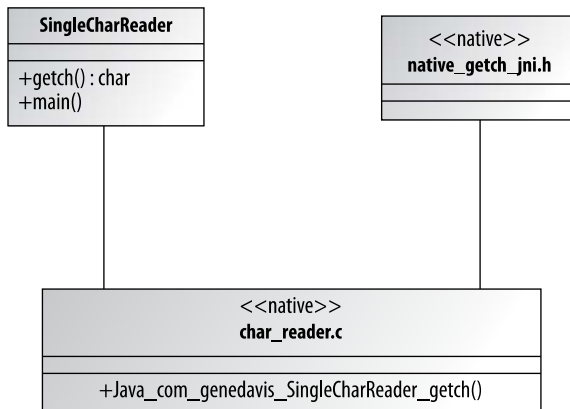 SingleCharReader
+getch() : char
+main()
<<native>>
native_getch_jni.h
<<native>>
char_reader.c
+Java_com_genedavis_SingleCharReader_getch()